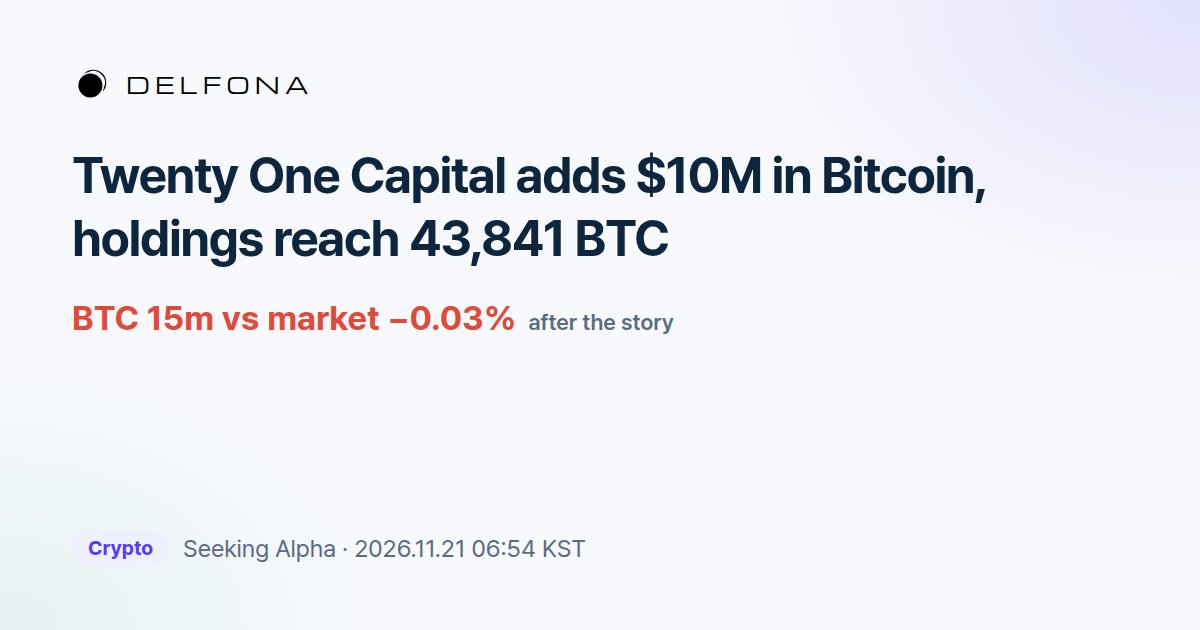 DELFONA
Twenty One Capital adds $10M in Bitcoin,
holdings reach 43,841 BTC
BTC 15m vs market −0.03% after the story
Crypto Seeking Alpha · 2026.11.21 06:54 KST